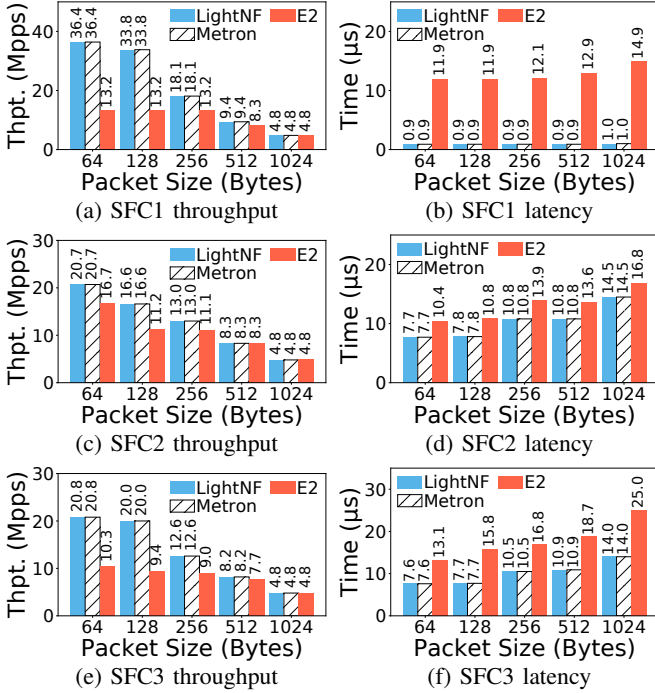 Thpt. (Mpps)
40
20
0
LightNF
E2
Metron
36.4 36.4 13.2
33.8 33.8 13.2
18.1 18.1 13.2
9.4 9.4 8.3
4.8 4.8 4.8
64 128 256 512 1024
Packet Size (Bytes)
(a) SFC1 throughput
Time (µs)
20
10
0
LightNF
E2
Metron
0.9 0.9 11.9
0.9 0.9 11.9
0.9 0.9 12.1
0.9 0.9 12.9
1.0 1.0 14.9
64 128 256 512 1024
Packet Size (Bytes)
(b) SFC1 latency
Thpt. (Mpps)
30
20
10
0
LightNF
E2
Metron
20.7 20.7 16.7
16.6 16.6 11.2
13.0 13.0 11.1
8.3 8.3 8.3
4.8 4.8 4.8
64 128 256 512 1024
Packet Size (Bytes)
(c) SFC2 throughput
Time (µs)
20
10
0
LightNF
E2
Metron
7.7 7.7 10.4
7.8 7.8 10.8
10.8 10.8 13.9
10.8 10.8 13.6
14.5 14.5 16.8
64 128 256 512 1024
Packet Size (Bytes)
(d) SFC2 latency
Thpt. (Mpps)
30
20
10
0
LightNF
E2
Metron
20.8 20.8 10.3
20.0 20.0 9.4
12.6 12.6 9.0
8.2 8.2 7.7
4.8 4.8 4.8
64 128 256 512 1024
Packet Size (Bytes)
(e) SFC3 throughput
Time (µs)
30
20
10
0
LightNF
E2
Metron
7.6 7.6 13.1
7.7 7.7 15.8
10.5 10.5 16.8
10.9 10.9 18.7
14.0 14.0 25.0
64 128 256 512 1024
Packet Size (Bytes)
(f) SFC3 latency